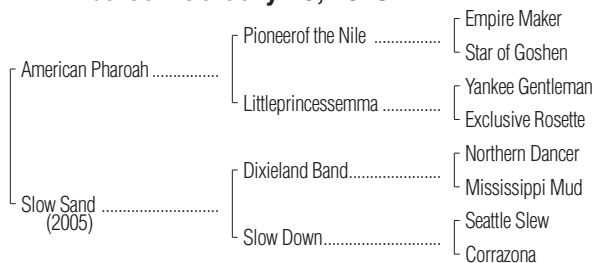 Empire Maker
Pioneerof the Nile ................
Star of Goshen
American Pharoah .............
Yankee Gentleman
Littleprincessemma ...........
Exclusive Rosette
Northern Dancer
Dixieland Band.................
Mississippi Mud
Slow Sand ......................
(2005)
Seattle Slew
Slow Down.......................
Corrazona